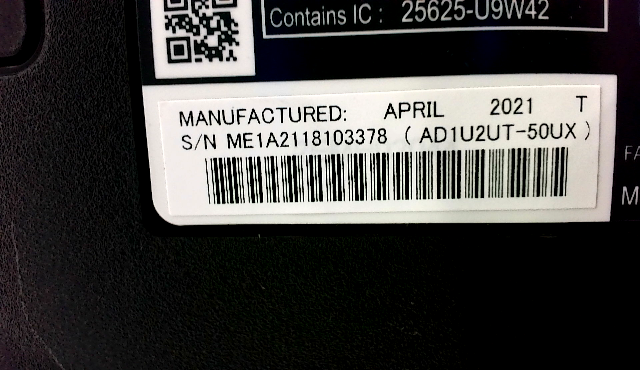 Contains IC : 25625-U9W42
MANUFACTURED: APRIL 2021 T
S/N ME1A2118103378 ( AD1U2UT-50UX )